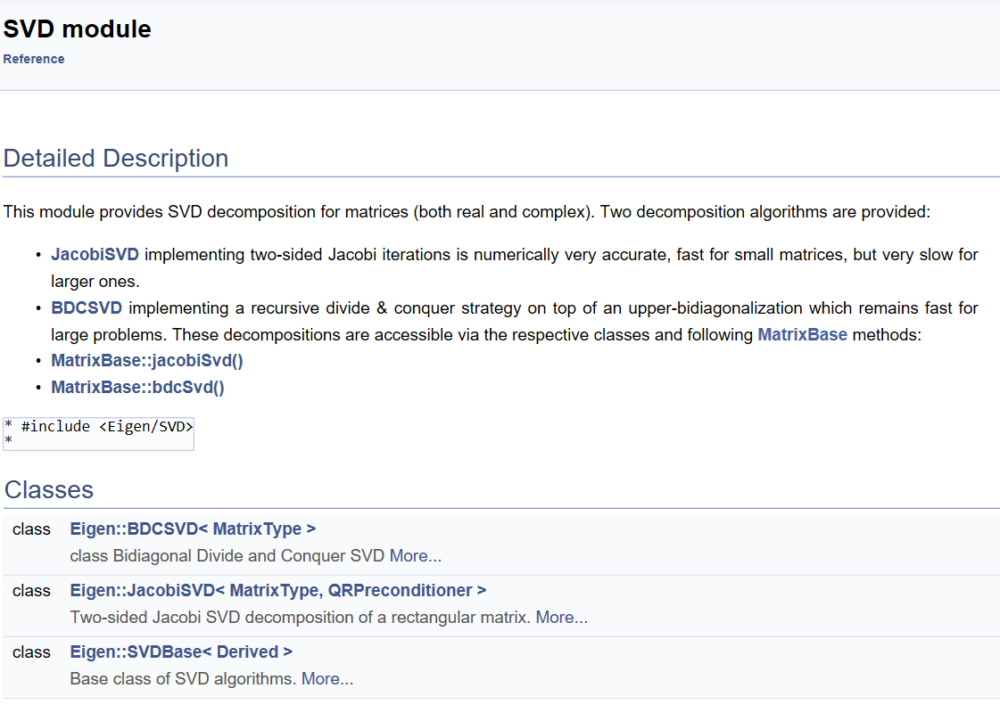 SVD module
Reference
Detailed Description
This module provides SVD decomposition for matrices (both real and complex). Two decomposition algorithms are provided:
• JacobiSVD implementing two-sided Jacobi iterations is numerically very accurate, fast for small matrices, but very slow for
larger ones.
• BDCSVD implementing a recursive divide & conquer strategy on top of an upper-bidiagonalization which remains fast for
large problems. These decompositions are accessible via the respective classes and following MatrixBase methods:
• MatrixBase::jacobiSvd()
• MatrixBase::bdcSvd()
* #include <Eigen/SVD>
*
Classes
class Eigen::BDCSVD< MatrixType >
class Bidiagonal Divide and Conquer SVD More...
class Eigen::JacobiSVD< MatrixType, QRPreconditioner >
Two-sided Jacobi SVD decomposition of a rectangular matrix. More...
class Eigen::SVDBase< Derived >
Base class of SVD algorithms. More...